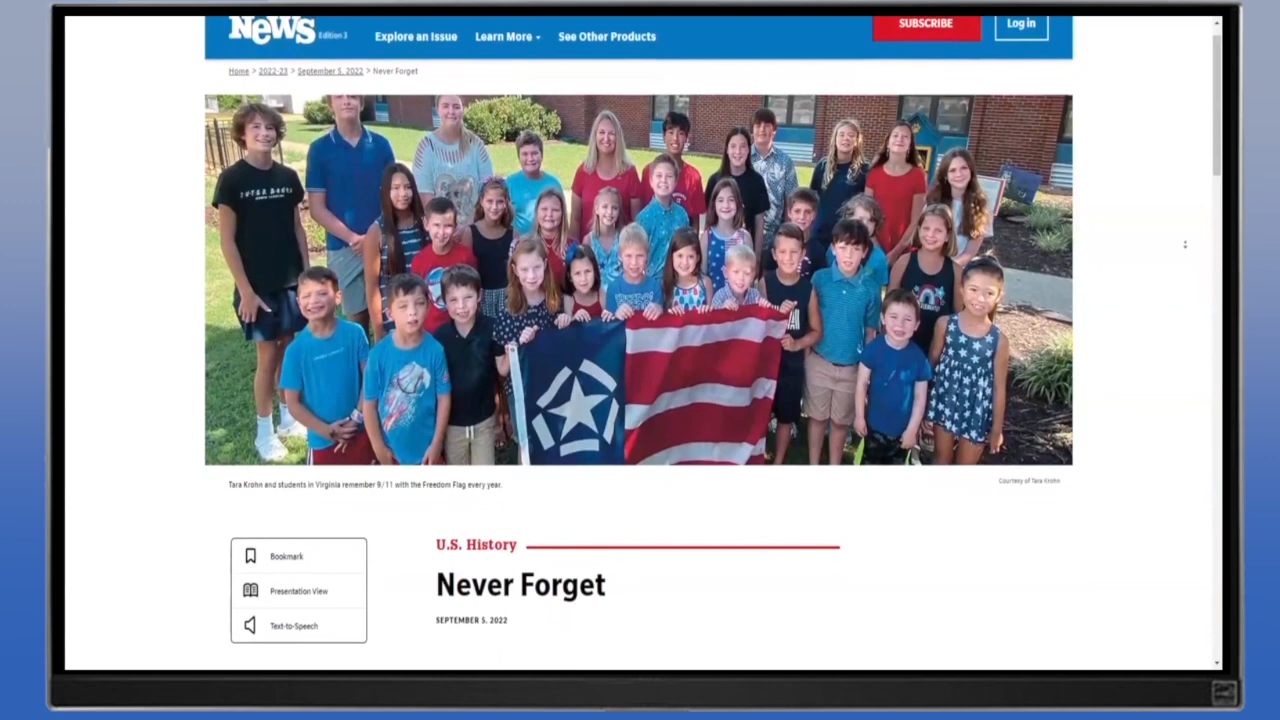 News Edition 3
Explore an Issue
Learn More
See Other Products
SUBSCRIBE
Log in
Home > 2022-23 > September 5, 2022 > Never Forget
Tara Krohn and students in Virginia remember 9/11 with the Freedom Flag every year.
Courtesy of Tara Krohn
Bookmark
Presentation View
Text-to-Speech
U.S. History
Never Forget
SEPTEMBER 5, 2022